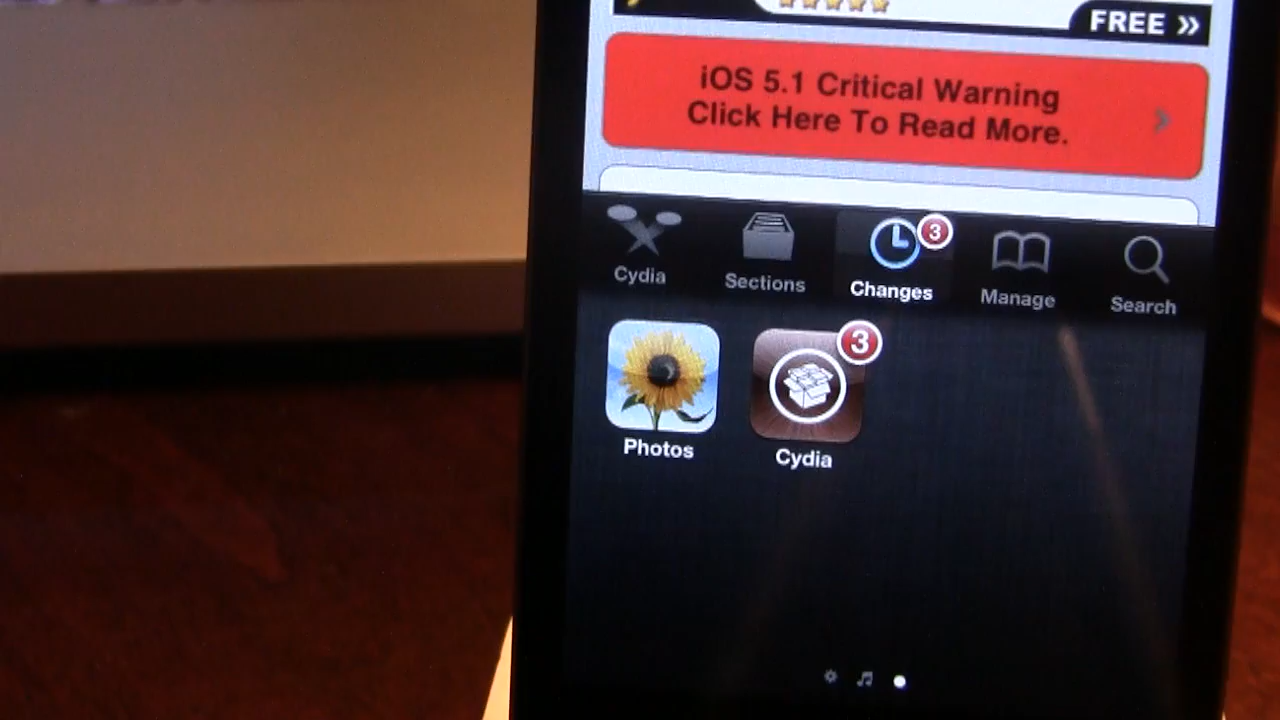 FREE »
iOS 5.1 Critical Warning
Click Here To Read More.
Cydia
Sections
3
Changes
Manage
Search
Photos
3
Cydia